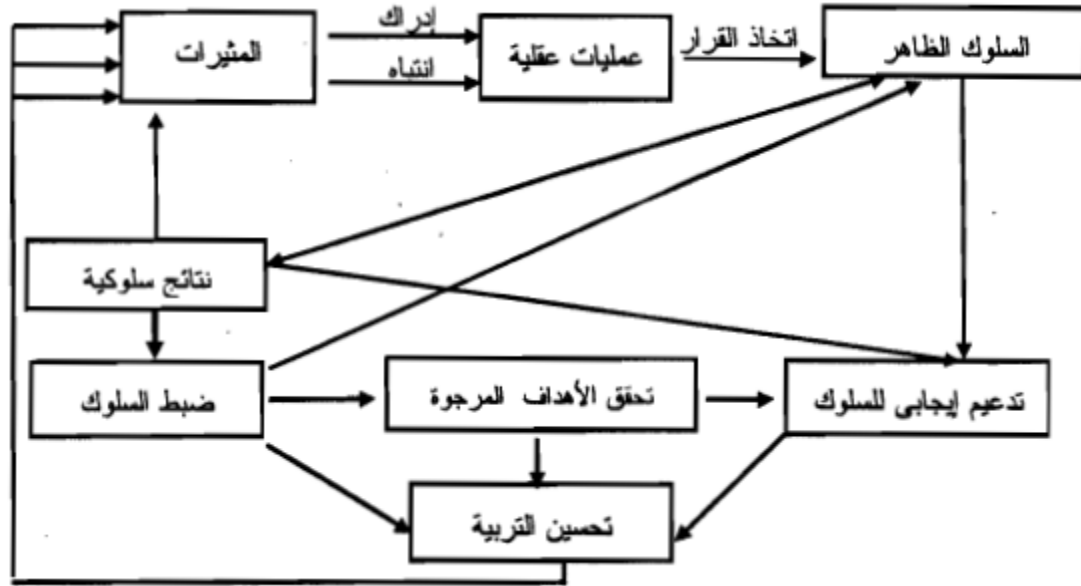 المثيرات
إدراك
انتباه
عمليات عقلية
اتخاذ القرار
السلوك الظاهر
نتائج سلوكية
ضبط السلوك
تحقق الأهداف المرجوة
تدعيم إيجابى للسلوك
تحسين التربية